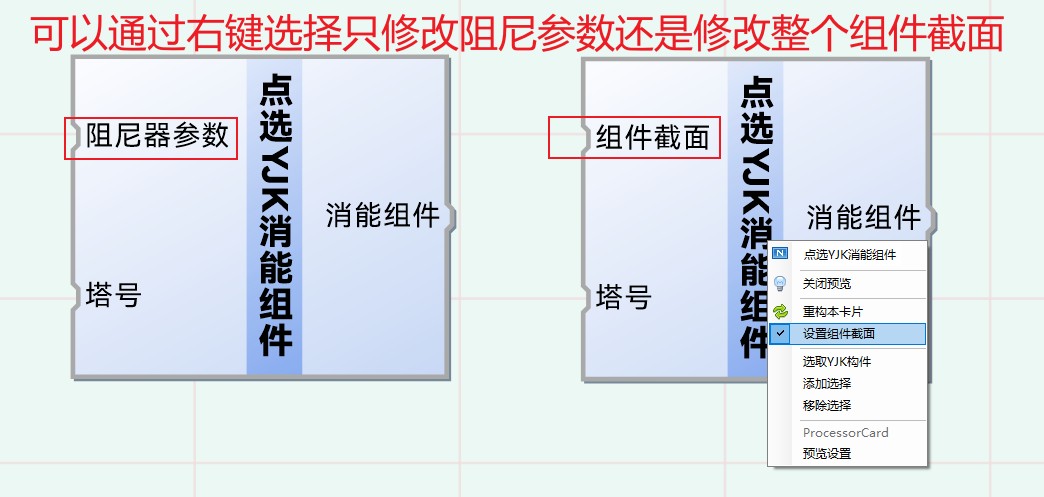 可以通过右键选择只修改阻尼参数还是修改整个组件截面
阻尼器参数
塔号
点选YJK消能组件
消能组件
组件截面
塔号
点选YJK消能组件
消能组件
点选YJK消能组件
关闭预览
重构本卡片
设置组件截面
选取YJK构件
添加选择
移除选择
ProcessorCard
预览设置